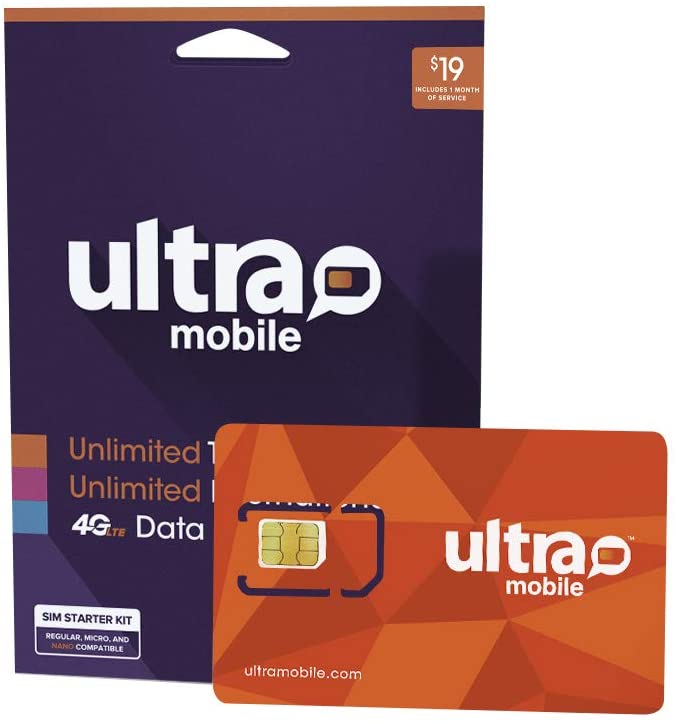 $19
INCLUDES 1 MONTH
OF SERVICE
ultra
mobile
Unlimited
Unlimited
4G LTE Data
SIM STARTER KIT
REGULAR, MICRO, AND
NANO COMPATIBLE
ultra™
mobile
ultramobile.com